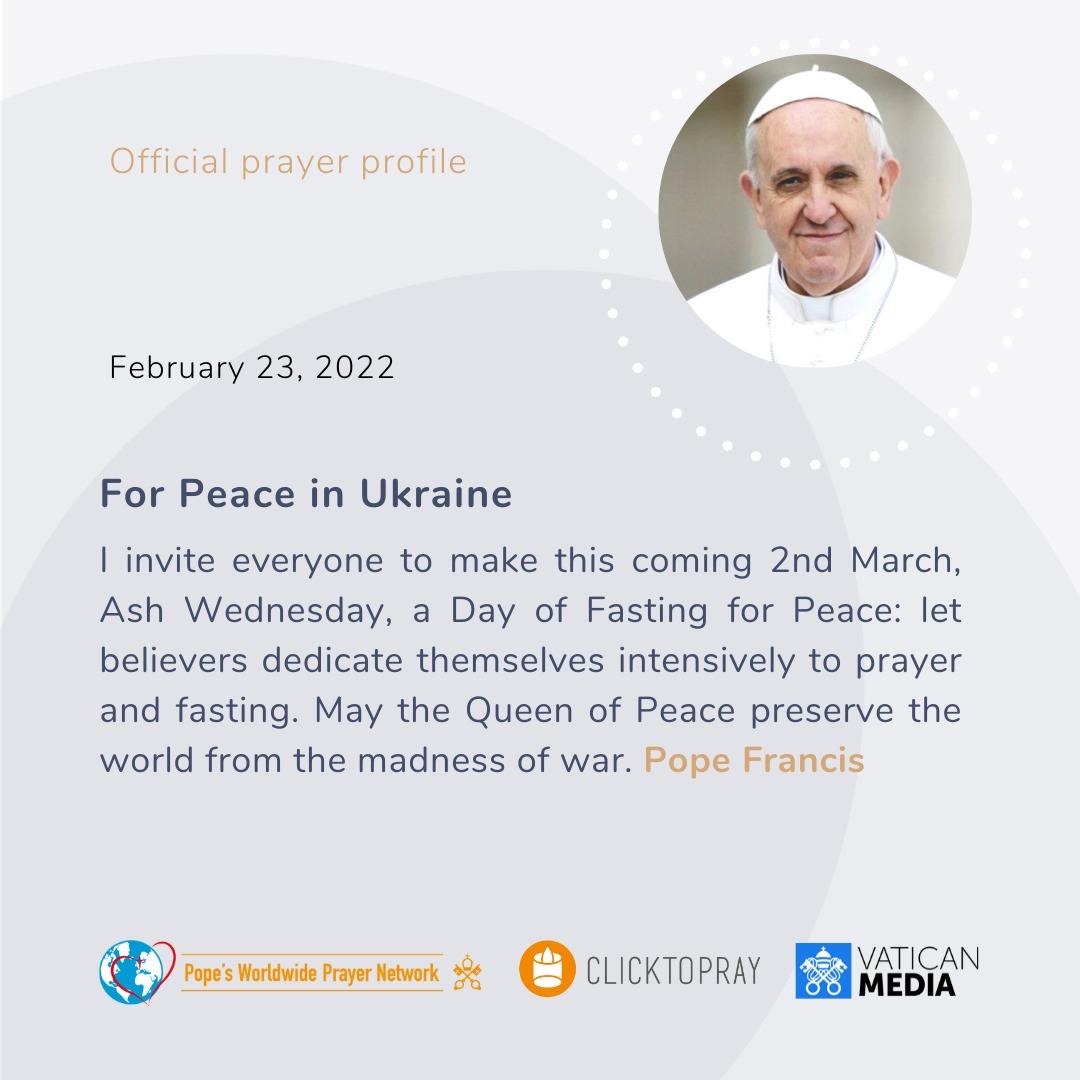 Official prayer profile
February 23, 2022
For Peace in Ukraine
I invite everyone to make this coming 2nd March,
Ash Wednesday, a Day of Fasting for Peace: let
believers dedicate themselves intensively to prayer
and fasting. May the Queen of Peace preserve the
world from the madness of war. Pope Francis
Pope's Worldwide Prayer Network
CLICKTOPRAY
VATICAN
MEDIA